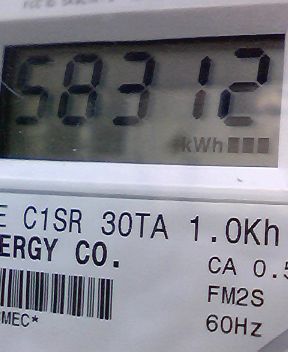 58312
kWh
E C1SR 30TA 1.0Kh
ERGY CO.
CA 0.5
FM2S
MEC*
60Hz